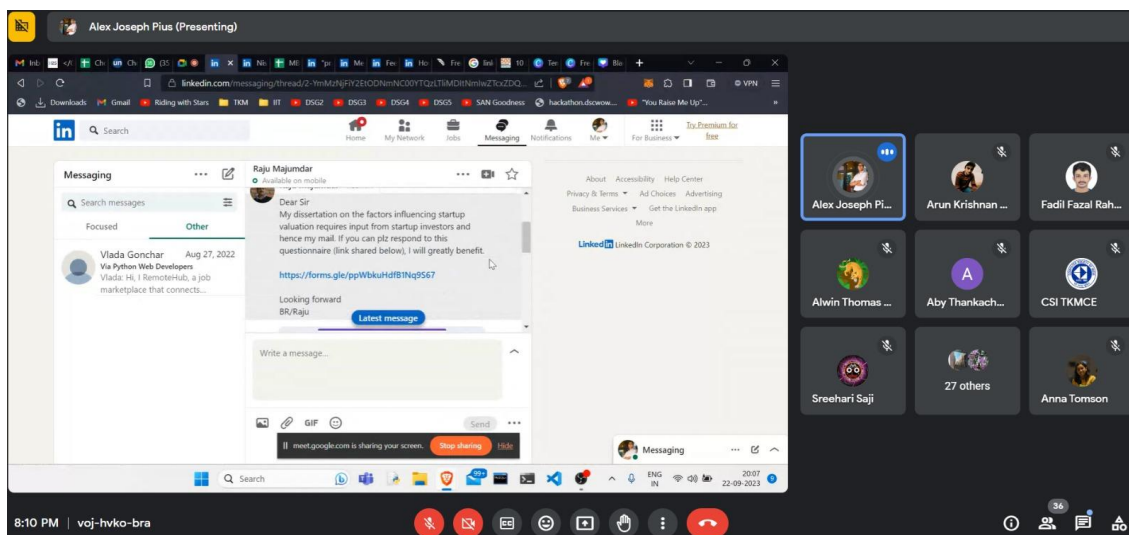 Alex Joseph Pius (Presenting)
linkedin.com/messaging/thread/2-YmMzNjFiY2EtODNmNC00YTQzLTliMDItNmIwZTcxZDQ...
VPN
Downloads
Gmail
Riding with Stars
TKM
IIT
DSG2
DSG3
DSG4
DSG5
SAN Goodness
hackathon.dscwow....
"You Raise Me Up"...
in
Search
Home
My Network
Jobs
Messaging
Notifications
Me
For Business
Try Premium for
free
Messaging
Search messages
Focused
Other
Vlada Gonchar
Aug 27, 2022
Via Python Web Developers
Vlada: Hi, I RemoteHub, a job
marketplace that connects...
Raju Majumdar
Available on mobile
Dear Sir
My dissertation on the factors influencing startup
valuation requires input from startup investors and
hence my mail. If you can plz respond to this
questionnaire (link shared below), I will greatly benefit.
https://forms.gle/ppWbkuHdfB1Nq9S67
Looking forward
BR/Raju
Latest message
Write a message...
GIF
Send
meet.google.com is sharing your screen.
Stop sharing
Hide
About
Accessibility
Help Center
Privacy & Terms
Ad Choices
Advertising
Business Services
Get the LinkedIn app
More
Linked in LinkedIn Corporation © 2023
Messaging
Search
99+
ENG
IN
20:07
22-09-2023
Alex Joseph Pi...
Arun Krishnan ...
Fadil Fazal Rah...
Alwin Thomas ...
A
Aby Thankach...
CSI TKMCE
Sreehari Saji
27 others
Anna Tomson
8:10 PM | voj-hvko-bra
36